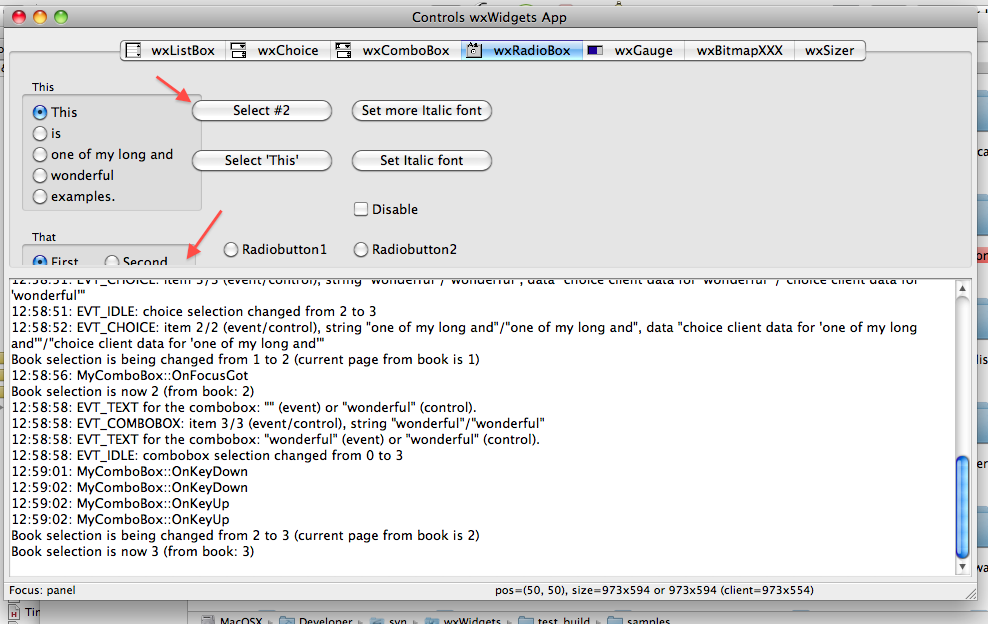 Controls wxWidgets App
wxListBox wxChoice wxComboBox wxRadioBox wxGauge wxBitmapXXX wxSizer
This
This
is
one of my long and
wonderful
examples.
Select #2 Set more Italic font
Select 'This' Set Italic font
Disable
That
First Second
Radiobutton1 Radiobutton2
12:58:51: EVT_CHOICE: item 3/3 (event/control), string "wonderful"/"wonderful", data "choice client data for 'wonderful'"/"choice client data for
'wonderful'"
12:58:51: EVT_IDLE: choice selection changed from 2 to 3
12:58:52: EVT_CHOICE: item 2/2 (event/control), string "one of my long and"/"one of my long and", data "choice client data for 'one of my long
and'"/"choice client data for 'one of my long and'"
Book selection is being changed from 1 to 2 (current page from book is 1)
12:58:56: MyComboBox::OnFocusGot
Book selection is now 2 (from book: 2)
12:58:58: EVT_TEXT for the combobox: "" (event) or "wonderful" (control).
12:58:58: EVT_COMBOBOX: item 3/3 (event/control), string "wonderful"/"wonderful"
12:58:58: EVT_TEXT for the combobox: "wonderful" (event) or "wonderful" (control).
12:58:58: EVT_IDLE: combobox selection changed from 0 to 3
12:59:01: MyComboBox::OnKeyDown
12:59:02: MyComboBox::OnKeyDown
12:59:02: MyComboBox::OnKeyUp
12:59:02: MyComboBox::OnKeyUp
Book selection is being changed from 2 to 3 (current page from book is 2)
Book selection is now 3 (from book: 3)
Focus: panel pos=(50, 50), size=973x594 or 973x594 (client=973x554)
MacOSX Developer svn wxWidgets test_build samples